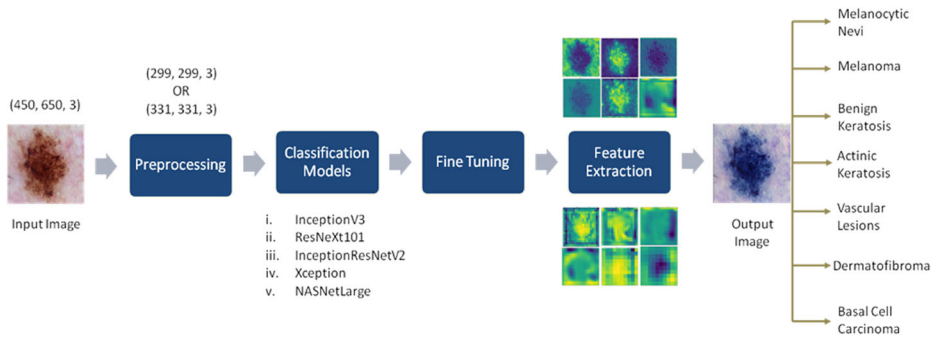 (450, 650, 3)
Input Image
(299, 299, 3)
OR
(331, 331, 3)
Preprocessing
Classification
Models
i. InceptionV3
ii. ResNeXt101
iii. InceptionResNetV2
iv. Xception
v. NASNetLarge
Fine Tuning
Feature
Extraction
Output
Image
Melanocytic
Nevi
Melanoma
Benign
Keratosis
Actinic
Keratosis
Vascular
Lesions
Dermatofibroma
Basal Cell
Carcinoma